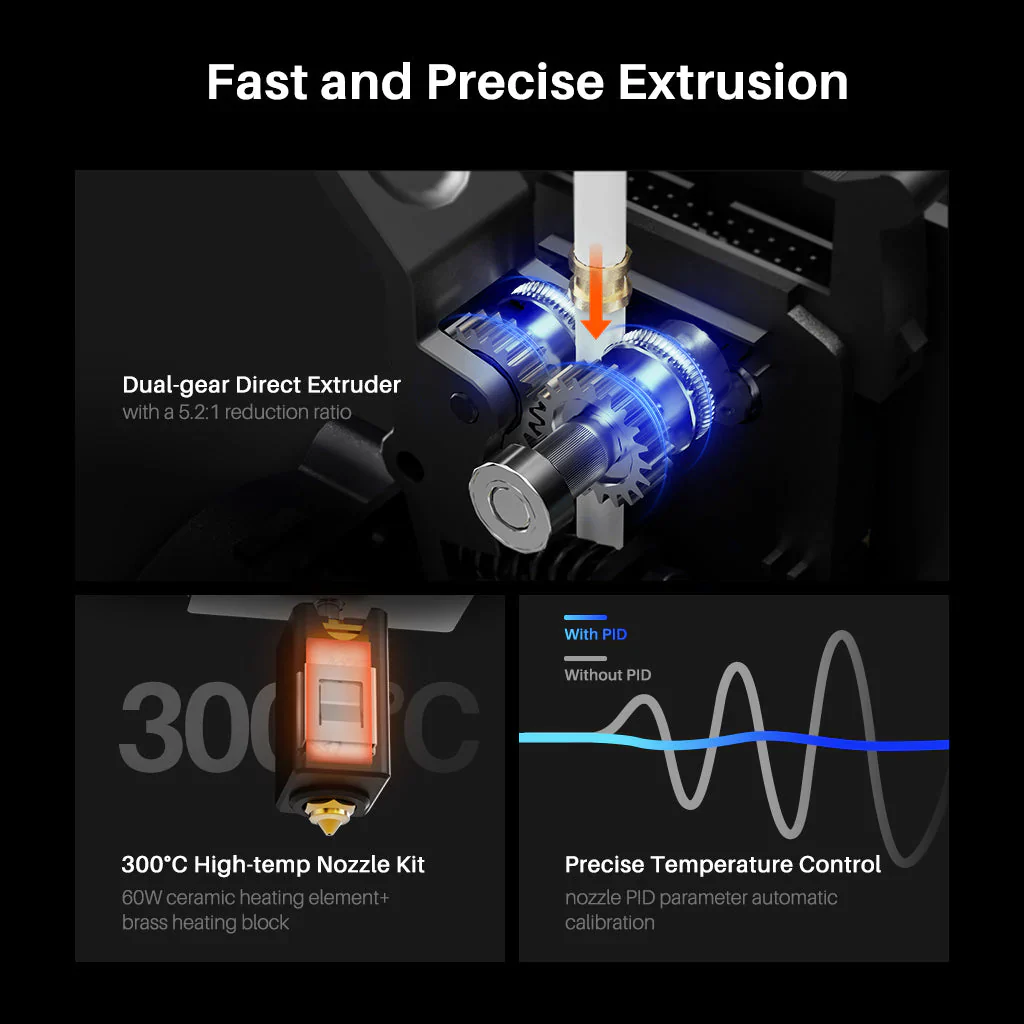 Fast and Precise Extrusion
Dual-gear Direct Extruder
with a 5.2:1 reduction ratio
300°C
300°C High-temp Nozzle Kit
60W ceramic heating element+
brass heating block
With PID
Without PID
Precise Temperature Control
nozzle PID parameter automatic
calibration